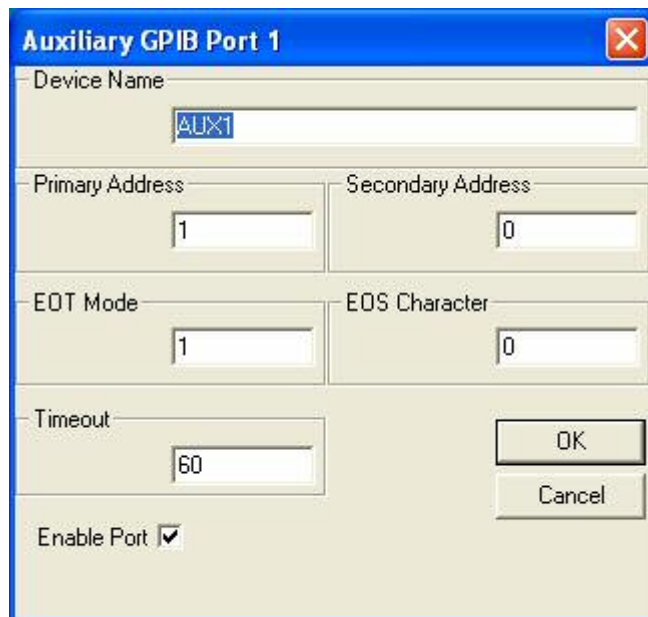 Auxiliary GPIB Port 1
Device Name
AUX1
Primary Address
1
Secondary Address
0
EOT Mode
1
EOS Character
0
Timeout
60
OK
Cancel
Enable Port